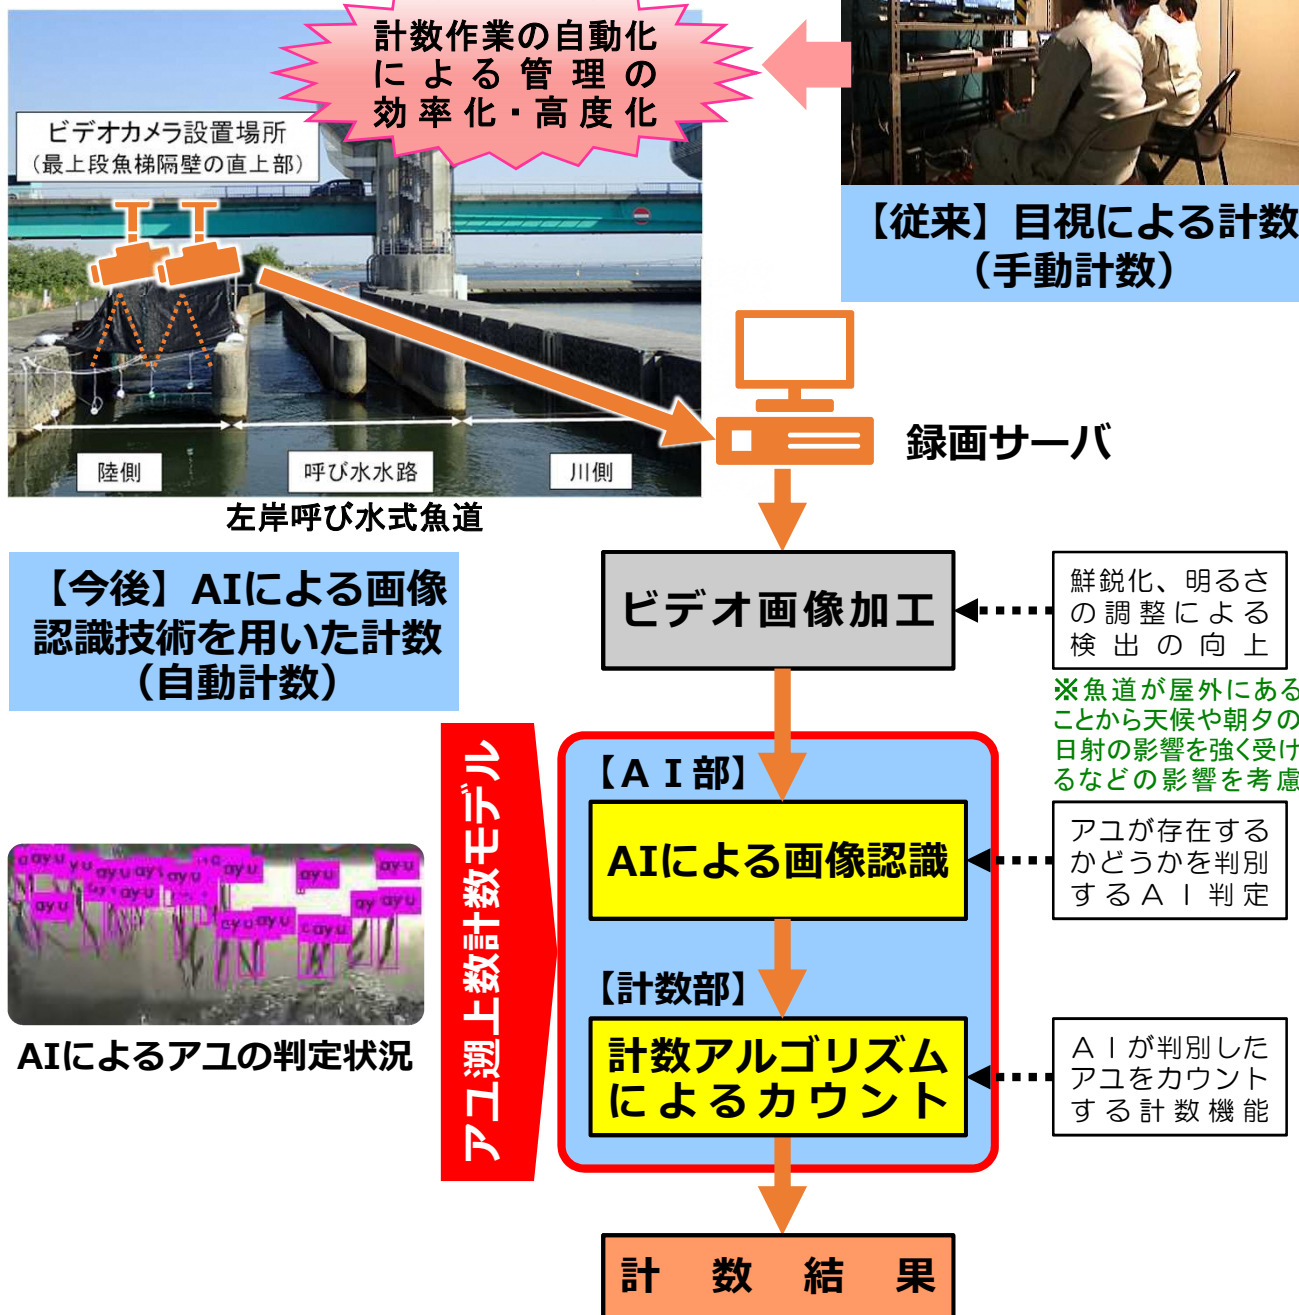 計数作業の自動化
による管理の
効率化・高度化
ビデオカメラ設置場所
(最上段魚梯隔壁の直上部)
【従来】目視による計数
(手動計数)
録画サーバ
陸側
呼び水水路
川側
左岸呼び水式魚道
【今後】AIによる画像
認識技術を用いた計数
(自動計数)
ビデオ画像加工
鮮鋭化、明るさ
の調整による
検出の向上
※魚道が屋外にある
ことから天候や朝夕の
日射の影響を強く受け
るなどの影響を考慮
アユ遡上数計数モデル
【AI部】
AIによる画像認識
アユが存在する
かどうかを判別
するAI判定
ayu
ayu
ayu
ayu
ayu
ayu
ayu
ayu
ayu
ayu
ayu
ayu
ayu
AIによるアユの判定状況
【計数部】
計数アルゴリズム
によるカウント
AIが判別した
アユをカウント
する計数機能
計数結果